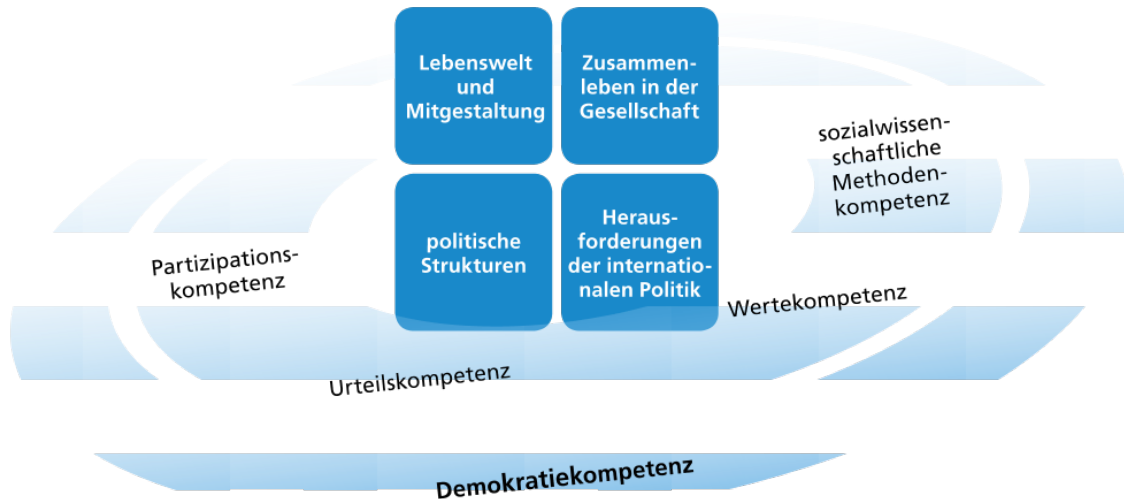 Lebenswelt
und
Mitgestaltung
Zusammen-
leben in der
Gesellschaft
sozialwissen-
schaftliche
Methoden-
kompetenz
politische
Strukturen
Heraus-
forderungen
der internatio-
nalen Politik
Partizipations-
kompetenz
Wertekompetenz
Urteilskompetenz
Demokratiekompetenz